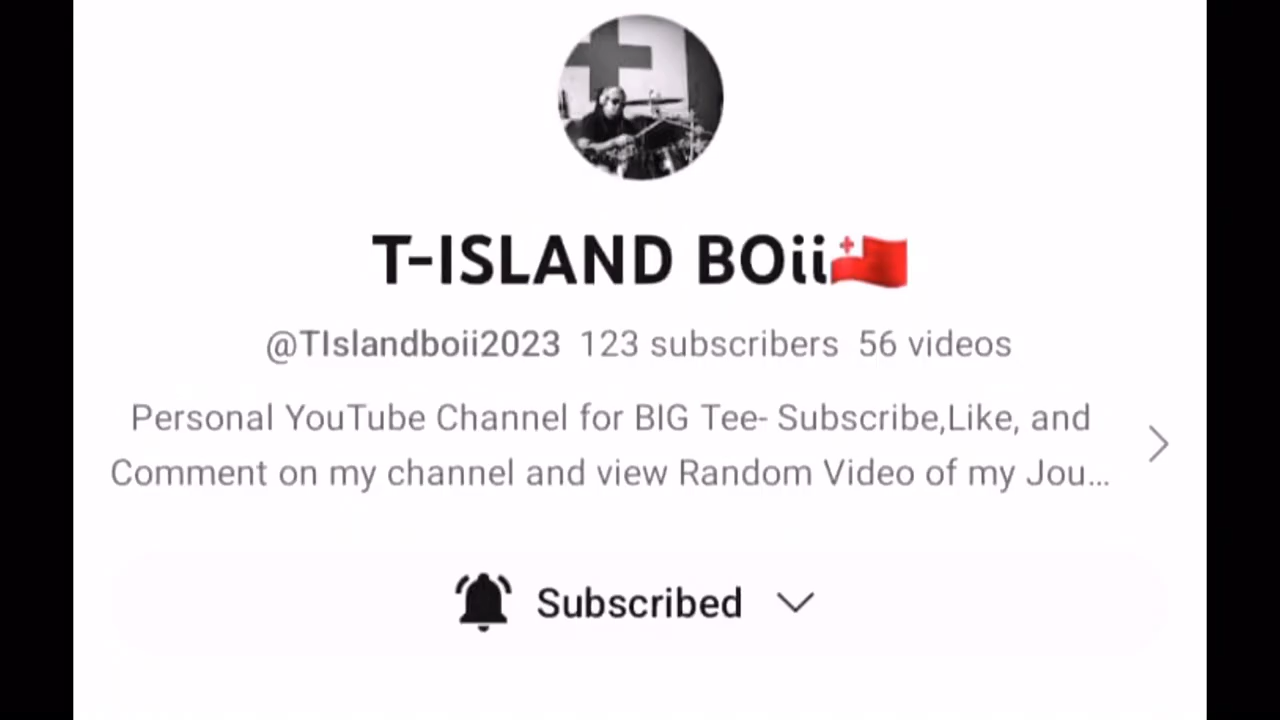 T-ISLAND BOii🇹🇴
@TIslandboii2023 123 subscribers 56 videos
Personal YouTube Channel for BIG Tee- Subscribe,Like, and
Comment on my channel and view Random Video of my Jou...
Subscribed